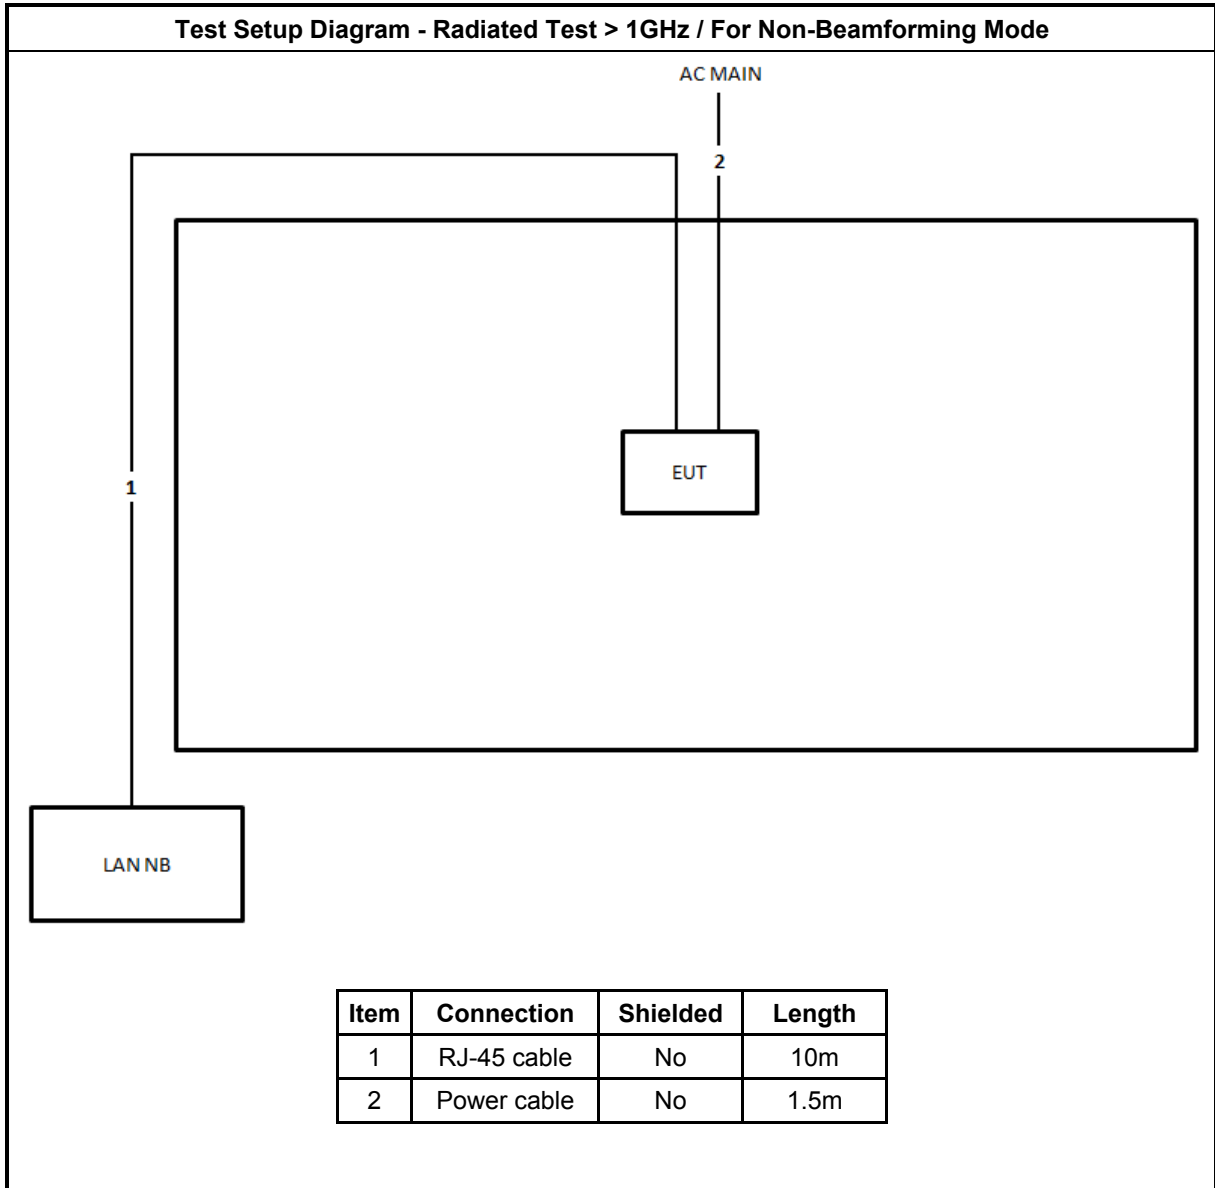 Test Setup Diagram - Radiated Test > 1GHz / For Non-Beamforming Mode
AC MAIN
2
1
EUT
LAN NB
Item Connection Shielded Length
1 RJ-45 cable No 10m
2 Power cable No 1.5m